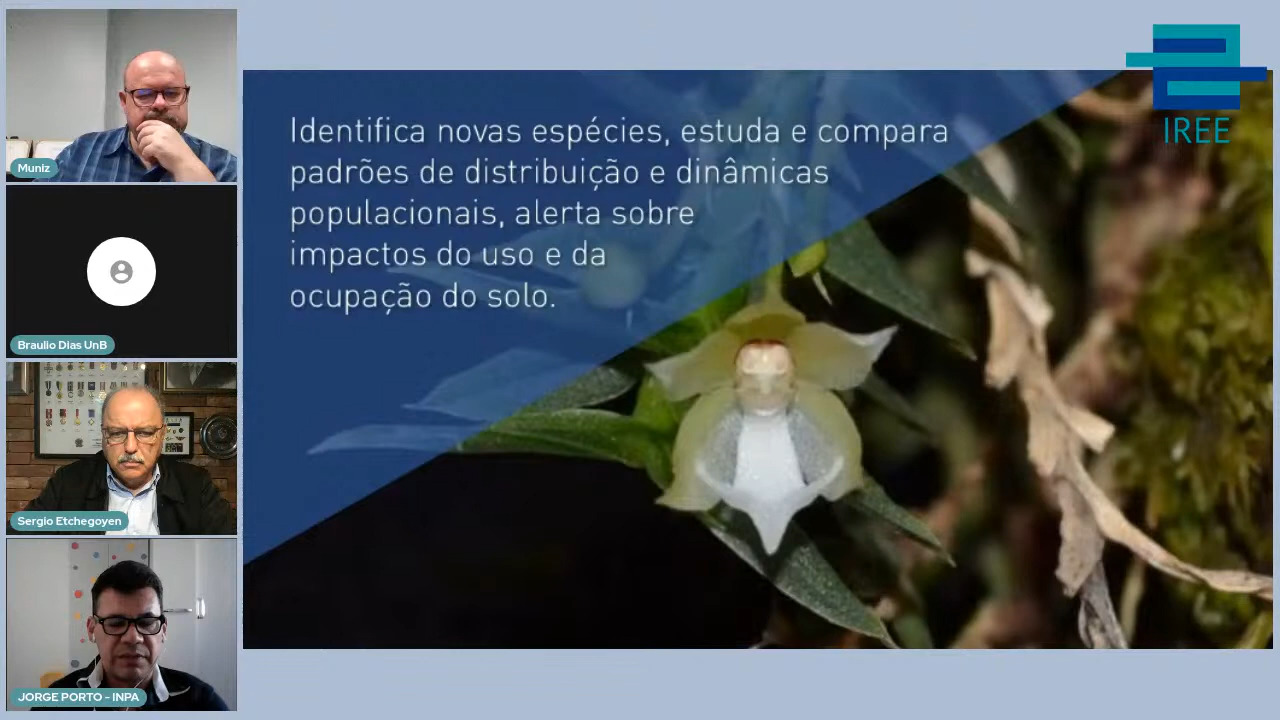 Muniz
Braulio Dias UnB
Sergio Etchegoyen
JORGE PORTO - INPA
Identifica novas espécies, estuda e compara
padrões de distribuição e dinâmicas
populacionais, alerta sobre
impactos do uso e da
ocupação do solo.
IREE